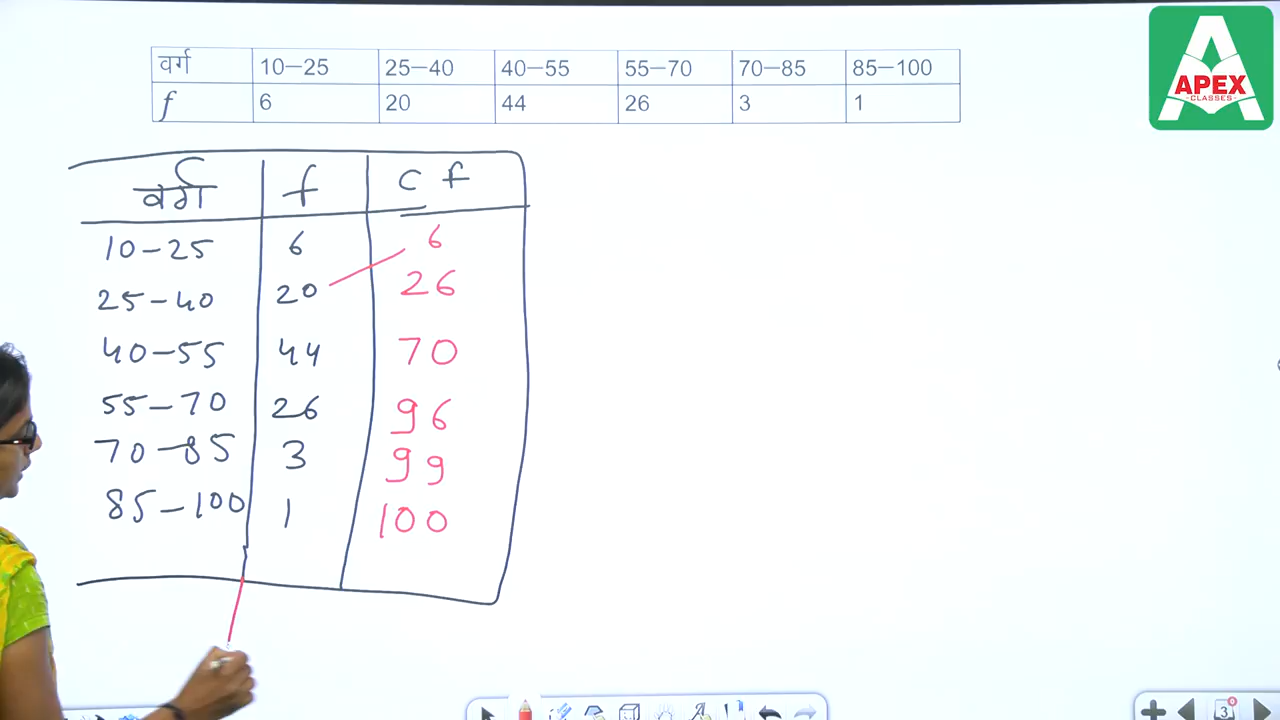 वर्ग 10–25 25–40 40–55 55–70 70–85 85–100
f 6 20 44 26 3 1
APEX
CLASSES
वर्ग f cf
10–25 6 6
25–40 20 26
40–55 44 70
55–70 26 96
70–85 3 99
85–100 1 100
3